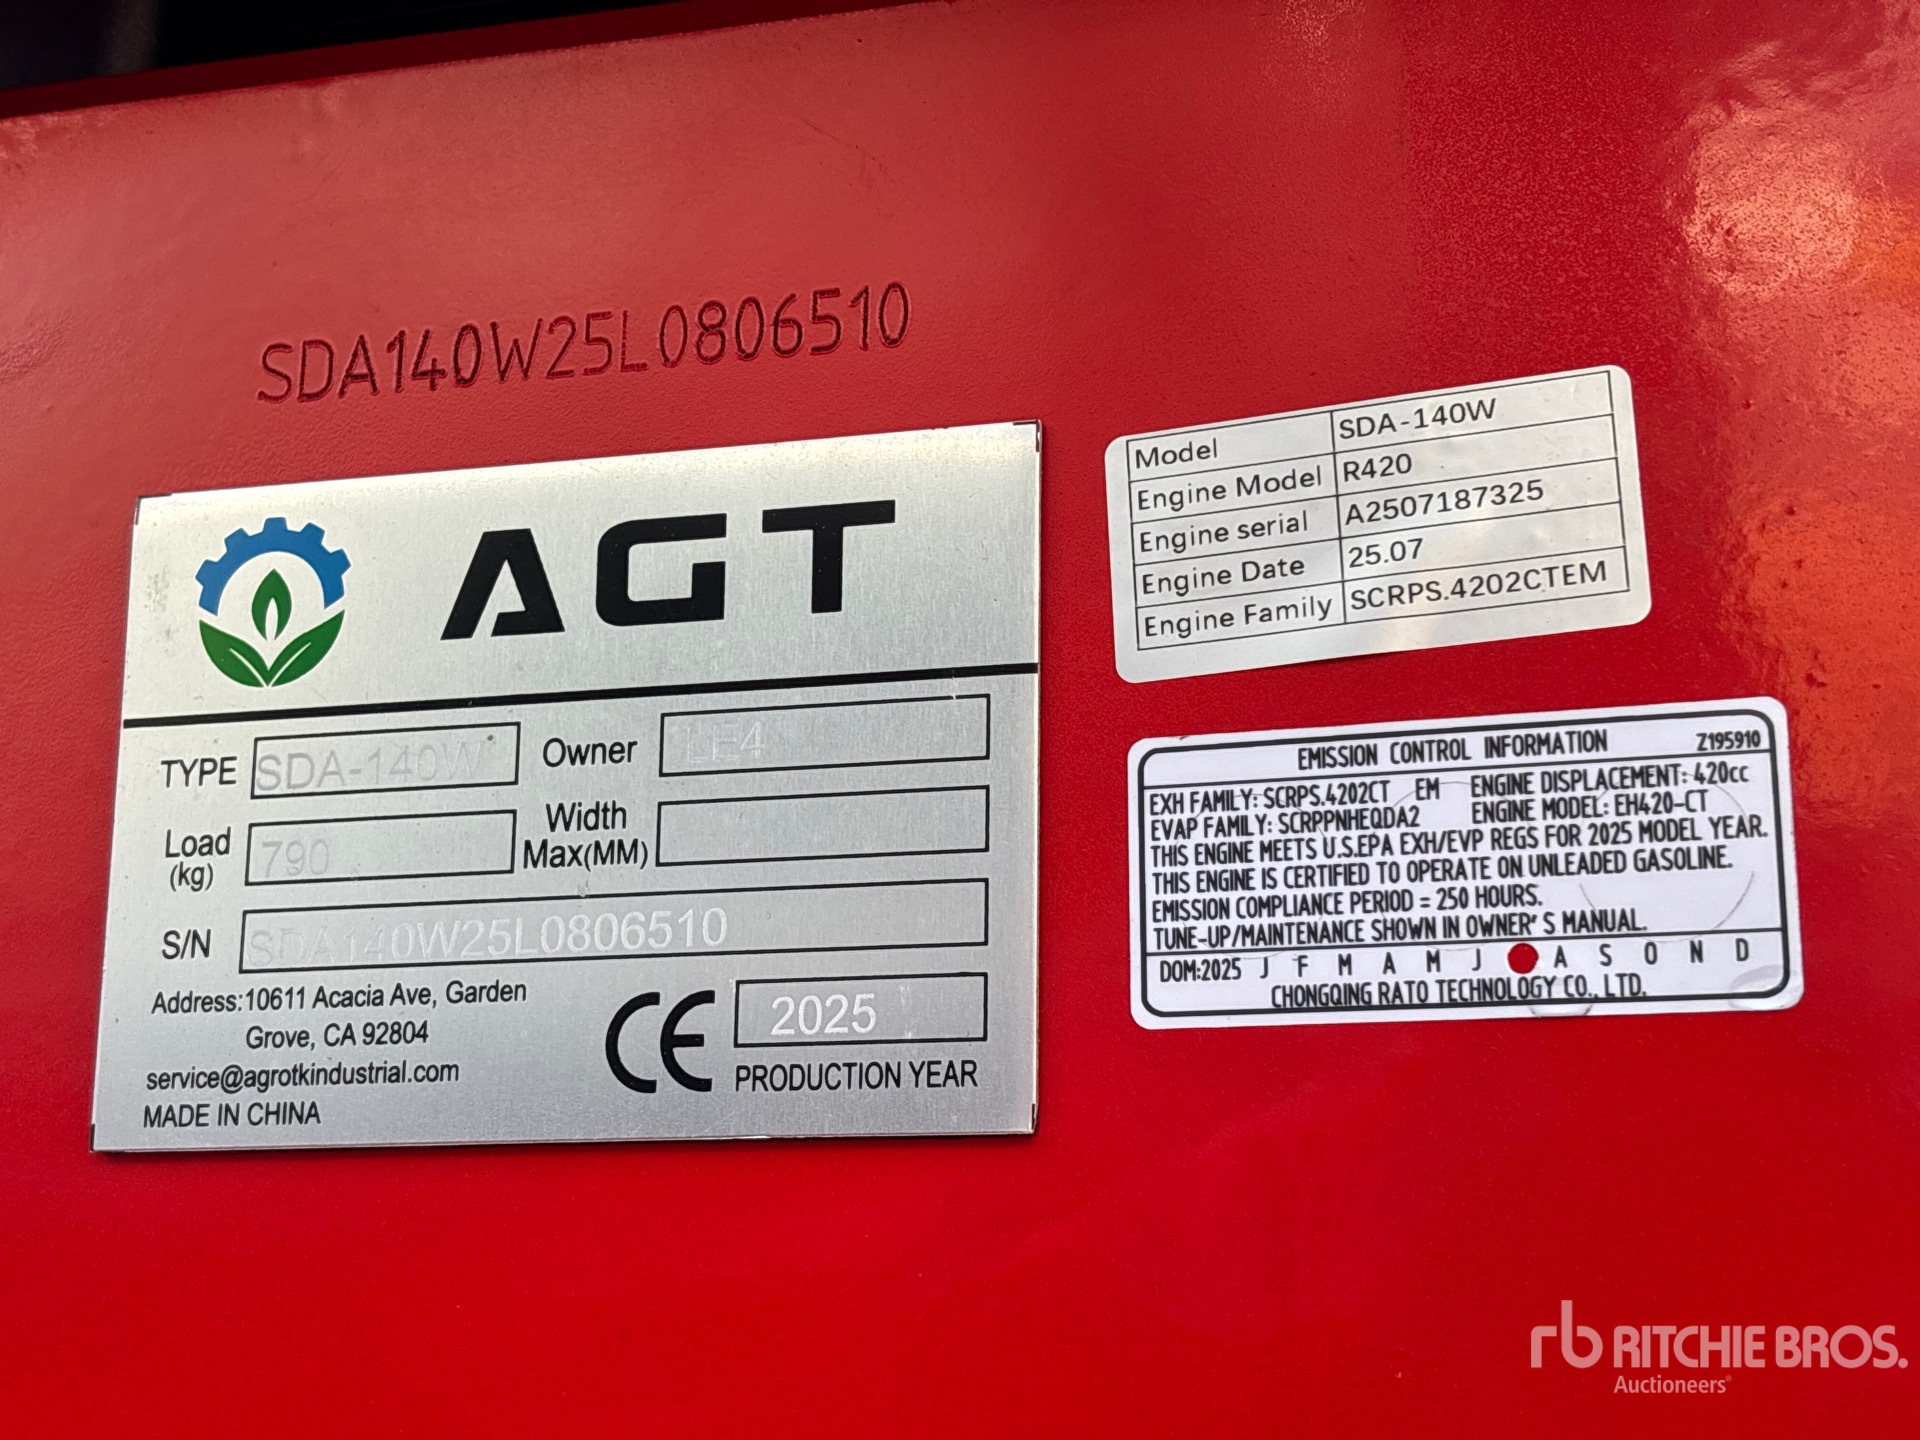 SDA140W25L0806510
AGT
TYPE SDA-140W Owner LE4
Load (kg) 790 Width Max(MM)
S/N SDA140W25L0806510
Address:10611 Acacia Ave, Garden
Grove, CA 92804
service@agrotkindustrial.com
MADE IN CHINA
CE 2025
PRODUCTION YEAR
Model SDA-140W
Engine Model R420
Engine serial A2507187325
Engine Date 25.07
Engine Family SCRPS.4202CTEM
EMISSION CONTROL INFORMATION Z195910
EXH FAMILY: SCRPS.4202CT EM ENGINE DISPLACEMENT: 420cc
EVAP FAMILY: SCRPPNHEQDA2 ENGINE MODEL: EH420-CT
THIS ENGINE MEETS U.S.EPA EXH/EVP REGS FOR 2025 MODEL YEAR.
THIS ENGINE IS CERTIFIED TO OPERATE ON UNLEADED GASOLINE.
EMISSION COMPLIANCE PERIOD = 250 HOURS.
TUNE-UP/MAINTENANCE SHOWN IN OWNER'S MANUAL.
DOM:2025 J F M A M J A S O N D
CHONGQING RATO TECHNOLOGY CO., LTD.
rb RITCHIE BROS.
Auctioneers